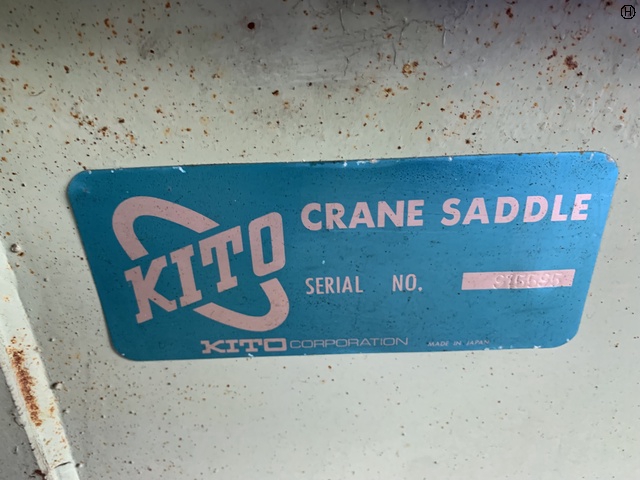 KITO
CRANE SADDLE
SERIAL NO.
KITO CORPORATION MADE IN JAPAN
H